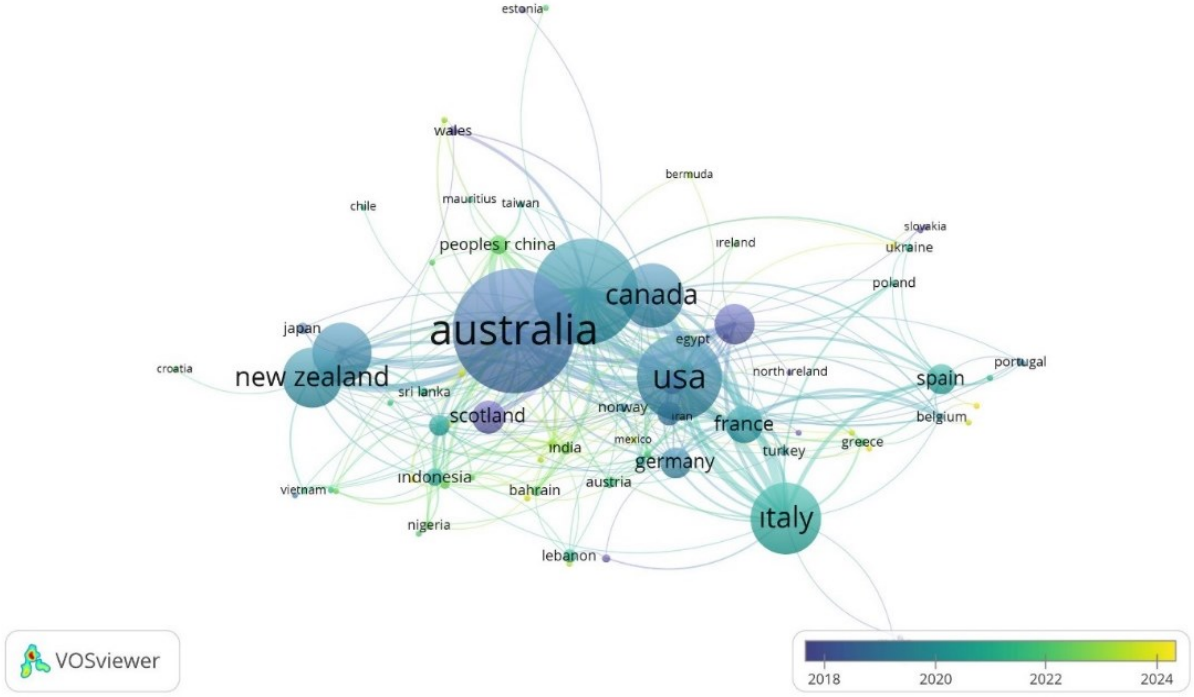 estonia
wales
bermuda
mauritius
taiwan
chile
slovakia
peoples r china
ireland
ukraine
poland
canada
australia
japan
egypt
portugal
croatia
new zealand
usa
north ireland
spain
sri lanka
scotland
norway
iran
france
belgium
mexico
india
germany
turkey
greece
indonesia
austria
vietnam
bahrain
italy
nigeria
lebanon
VOSviewer
2018
2020
2022
2024